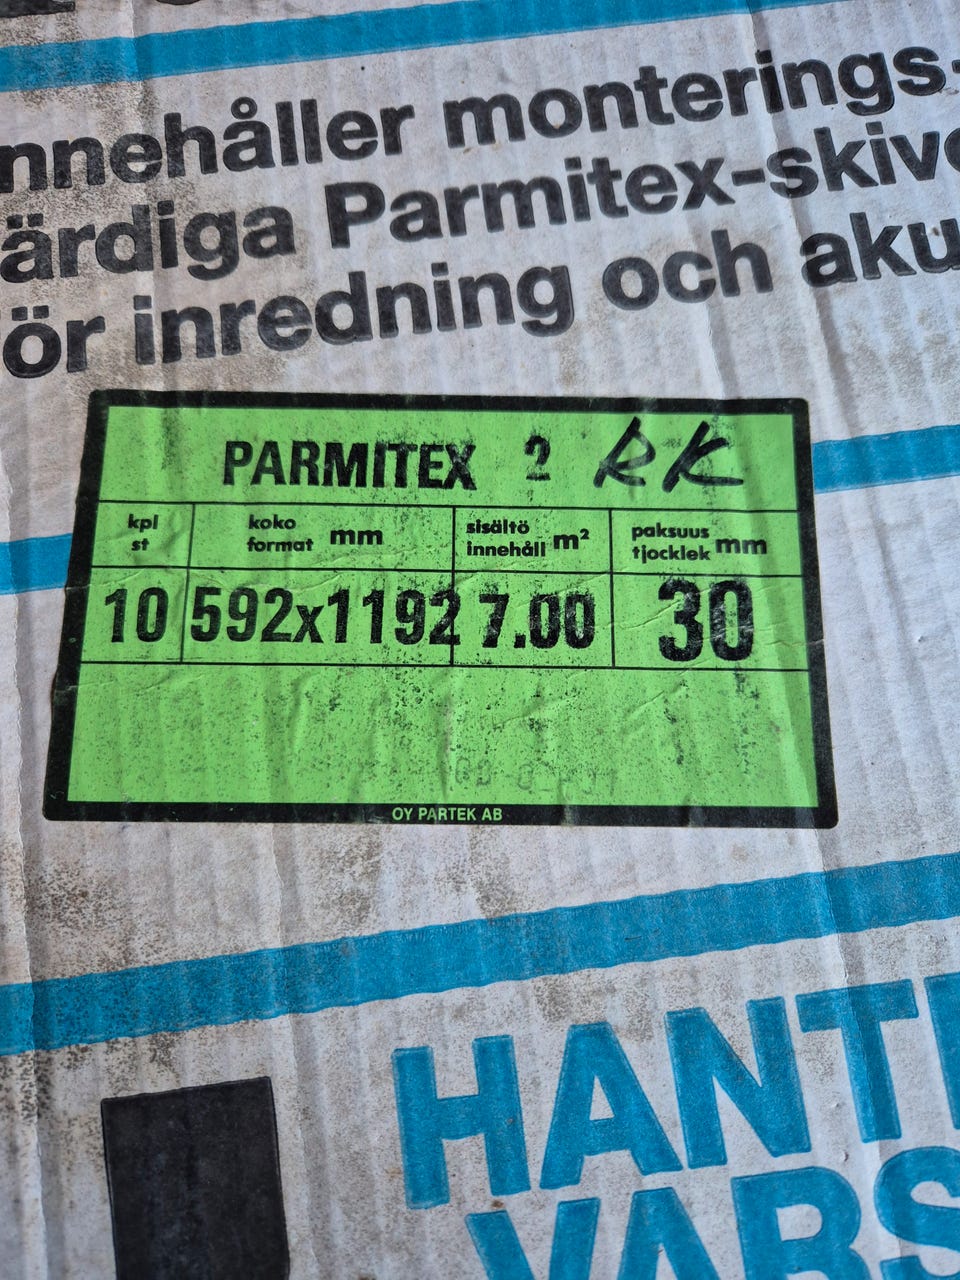 nnehåller monterings-
ärdiga Parmitex-skiv
ör inredning och aku
PARMITEX 2 RK
kpl st
koko format mm
sisältö innehåll m²
paksuus tjocklek mm
10 592x1192 7.00 30
OY PARTEK AB
HANT
VARS